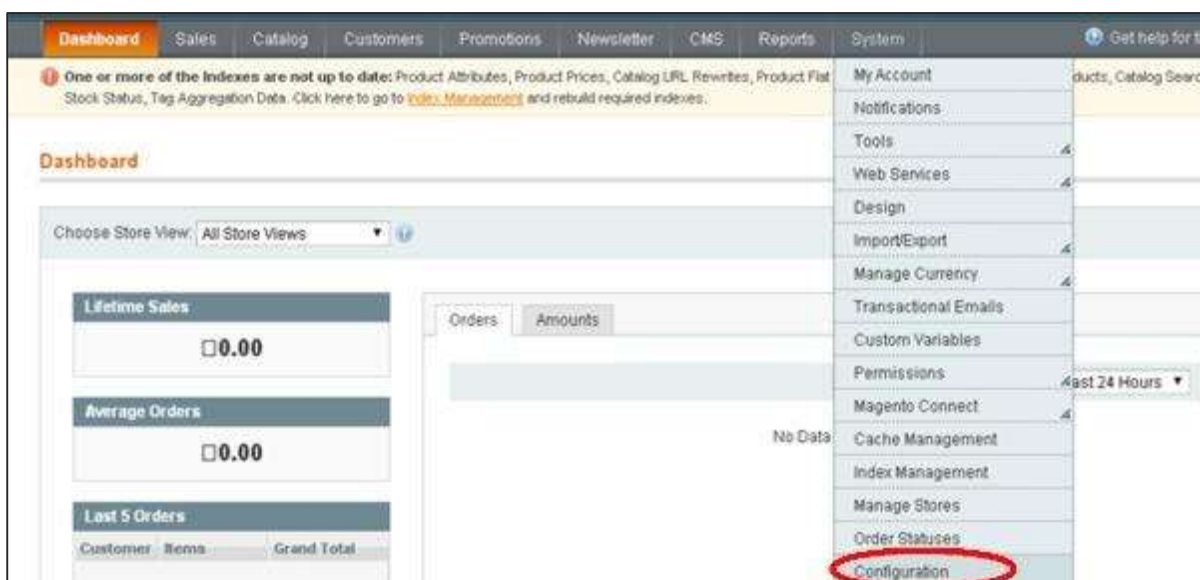 Dashboard Sales Catalog Customers Promotions Newsletter CMS Reports System Get help for
One or more of the Indexes are not up to date: Product Attributes, Product Prices, Catalog URL Rewrites, Product Flat
ducts, Catalog Searc
Stock Status, Tag Aggregation Data. Click here to go to Index Management and rebuild required indexes.
My Account
Notifications
Tools
Web Services
Design
Import/Export
Manage Currency
Transactional Emails
Custom Variables
Permissions
Magento Connect
Cache Management
Index Management
Manage Stores
Order Statuses
Configuration
Dashboard
Choose Store View: All Store Views
Lifetime Sales
□0.00
Average Orders
□0.00
Last 5 Orders
Customer Items Grand Total
Orders Amounts
ast 24 Hours
No Data